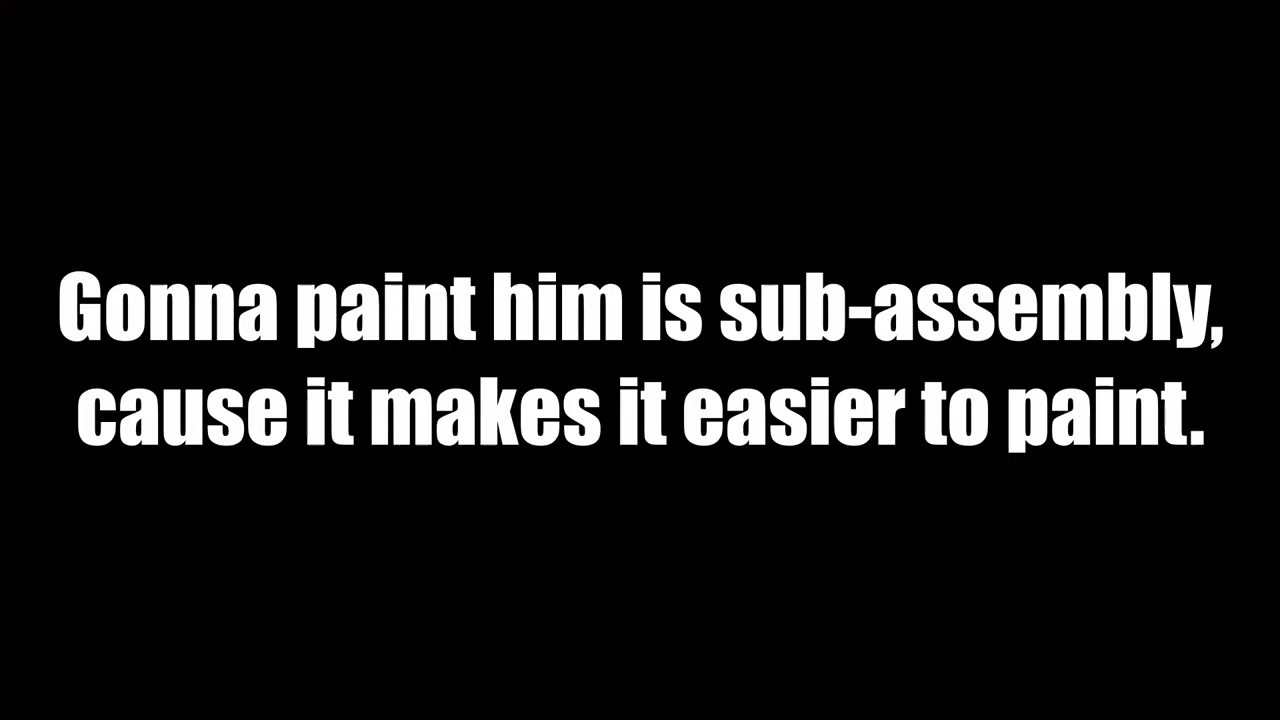 Gonna paint him is sub-assembly,
cause it makes it easier to paint.